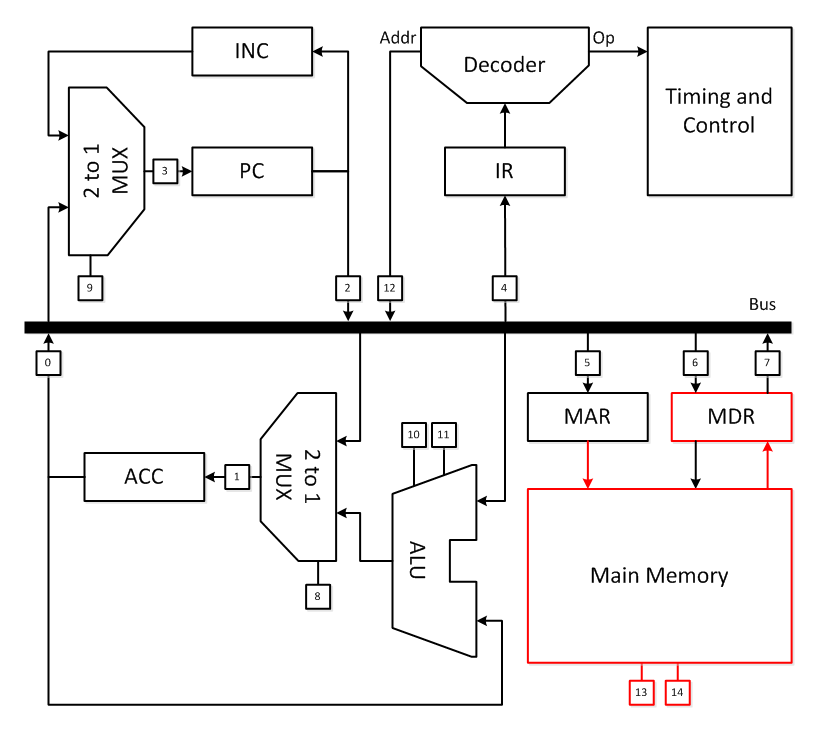 Addr
Op
INC
Decoder
Timing and
Control
2 to 1
MUX
3
PC
IR
9
2
12
4
Bus
0
5
6
7
MAR
MDR
10
11
ACC
1
2 to 1
MUX
ALU
Main Memory
8
13
14